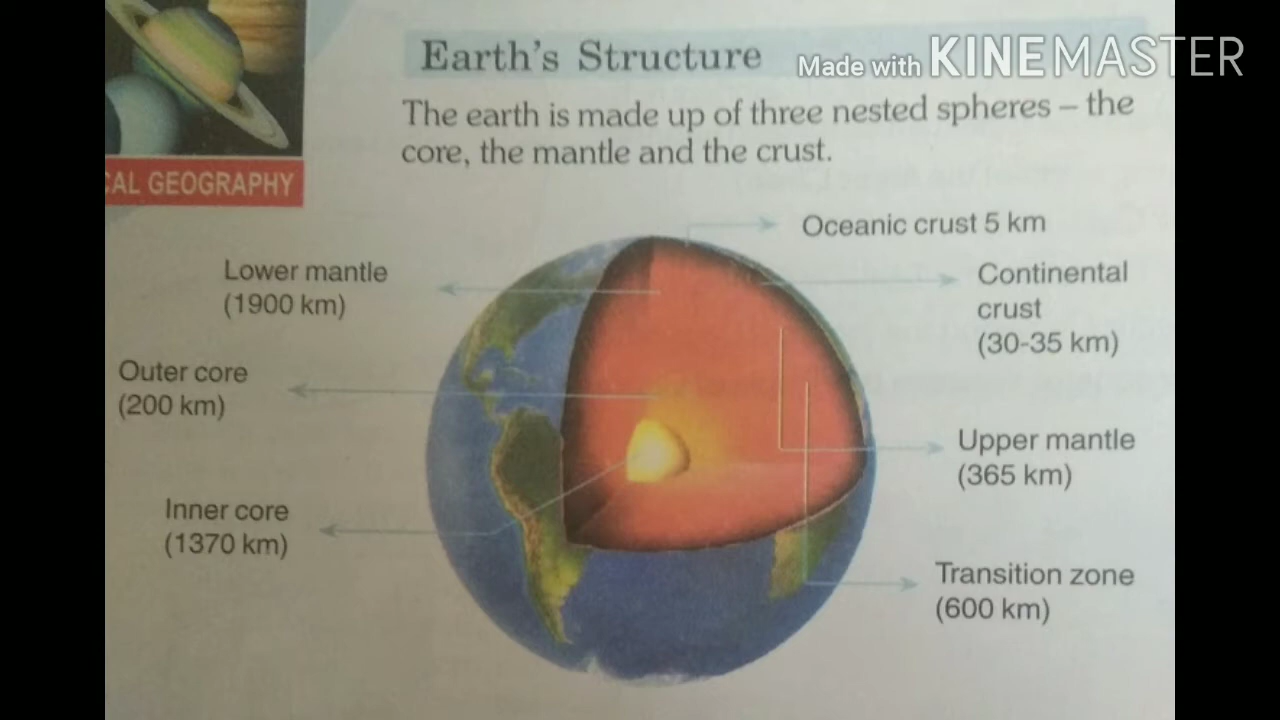 Earth's Structure
Made with KINEMASTER
The earth is made up of three nested spheres – the
core, the mantle and the crust.
CAL GEOGRAPHY
Oceanic crust 5 km
Lower mantle
(1900 km)
Continental
crust
(30-35 km)
Outer core
(200 km)
Upper mantle
(365 km)
Inner core
(1370 km)
Transition zone
(600 km)